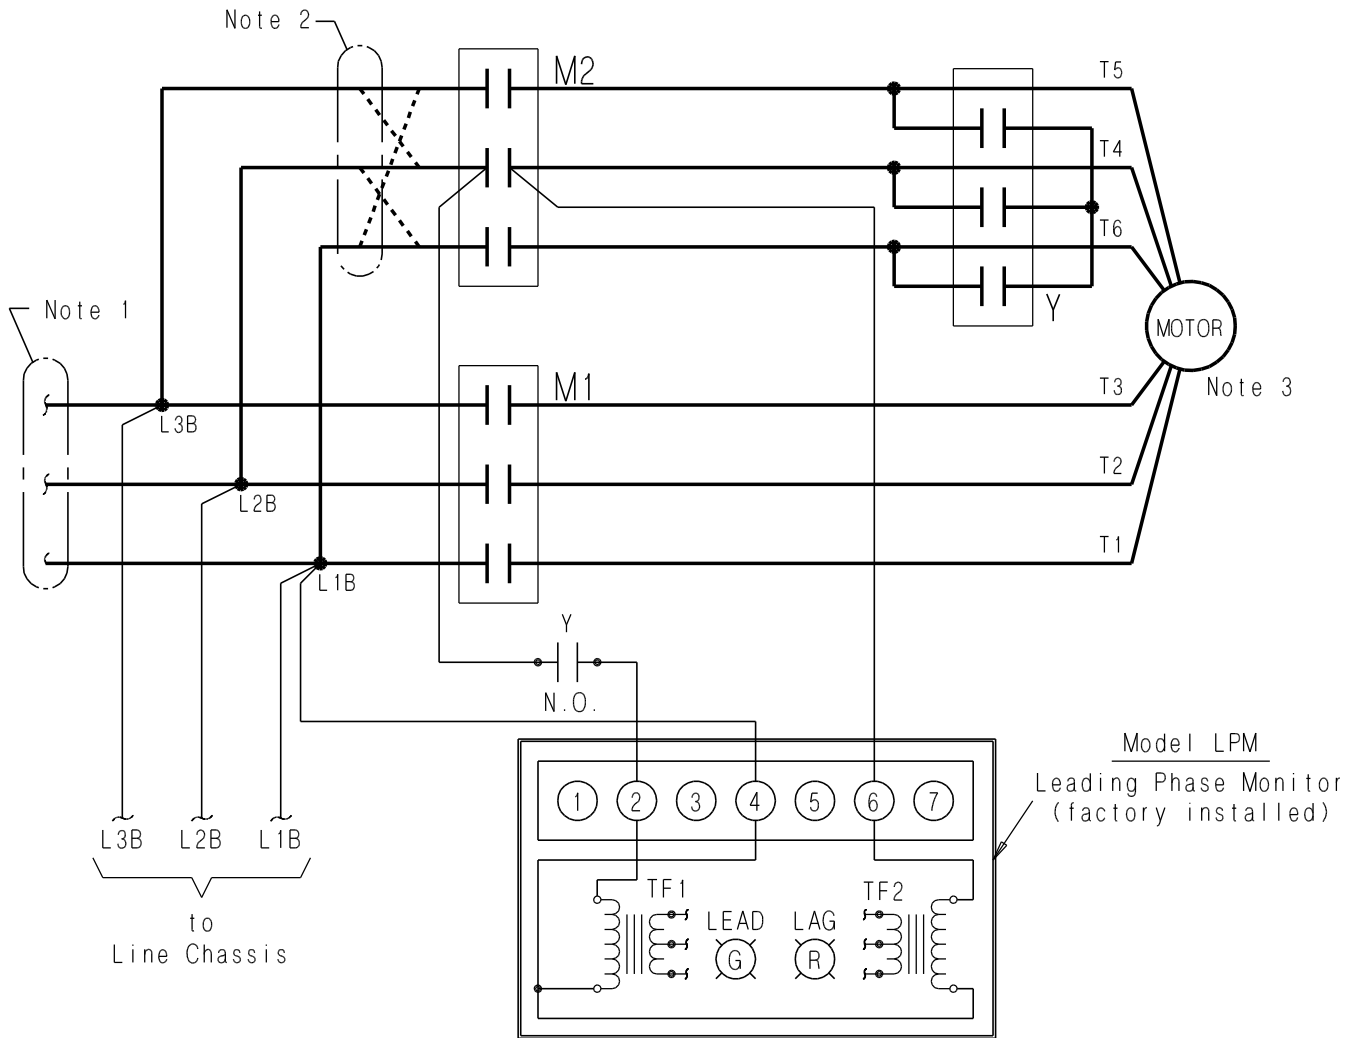 Note 2
M2
T5
T4
T6
Y
MOTOR
Note 3
Note 1
M1
T3
L3B
T2
L2B
T1
L1B
Y
N.O.
Model LPM
Leading Phase Monitor
(factory installed)
1 2 3 4 5 6 7
L3B L2B L1B
to
Line Chassis
TF1
TF2
LEAD
LAG
G
R